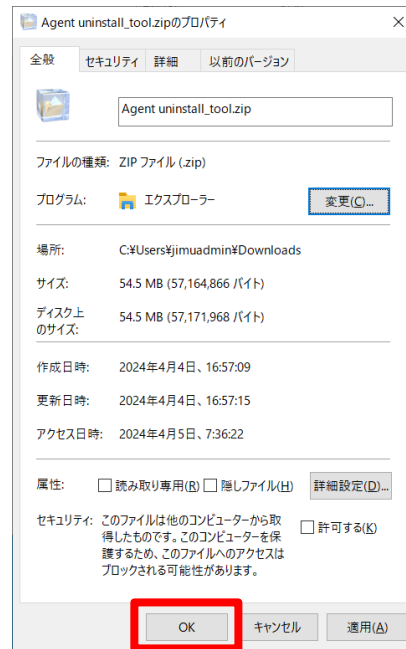 Agent uninstall_tool.zipのプロパティ
全般 セキュリティ 詳細 以前のバージョン
Agent uninstall_tool.zip
ファイルの種類: ZIP ファイル (.zip)
プログラム: エクスプローラー 変更(C)...
場所: C:¥Users¥jimuadmin¥Downloads
サイズ: 54.5 MB (57,164,866 バイト)
ディスク上
のサイズ: 54.5 MB (57,171,968 バイト)
作成日時: 2024年4月4日、16:57:09
更新日時: 2024年4月4日、16:57:15
アクセス日時: 2024年4月5日、7:36:22
属性: 読み取り専用(R) 隠しファイル(H) 詳細設定(D)...
セキュリティ: このファイルは他のコンピューターから取
得したものです。このコンピューターを保
護するため、このファイルへのアクセスは
ブロックされる可能性があります。
許可する(K)
OK キャンセル 適用(A)